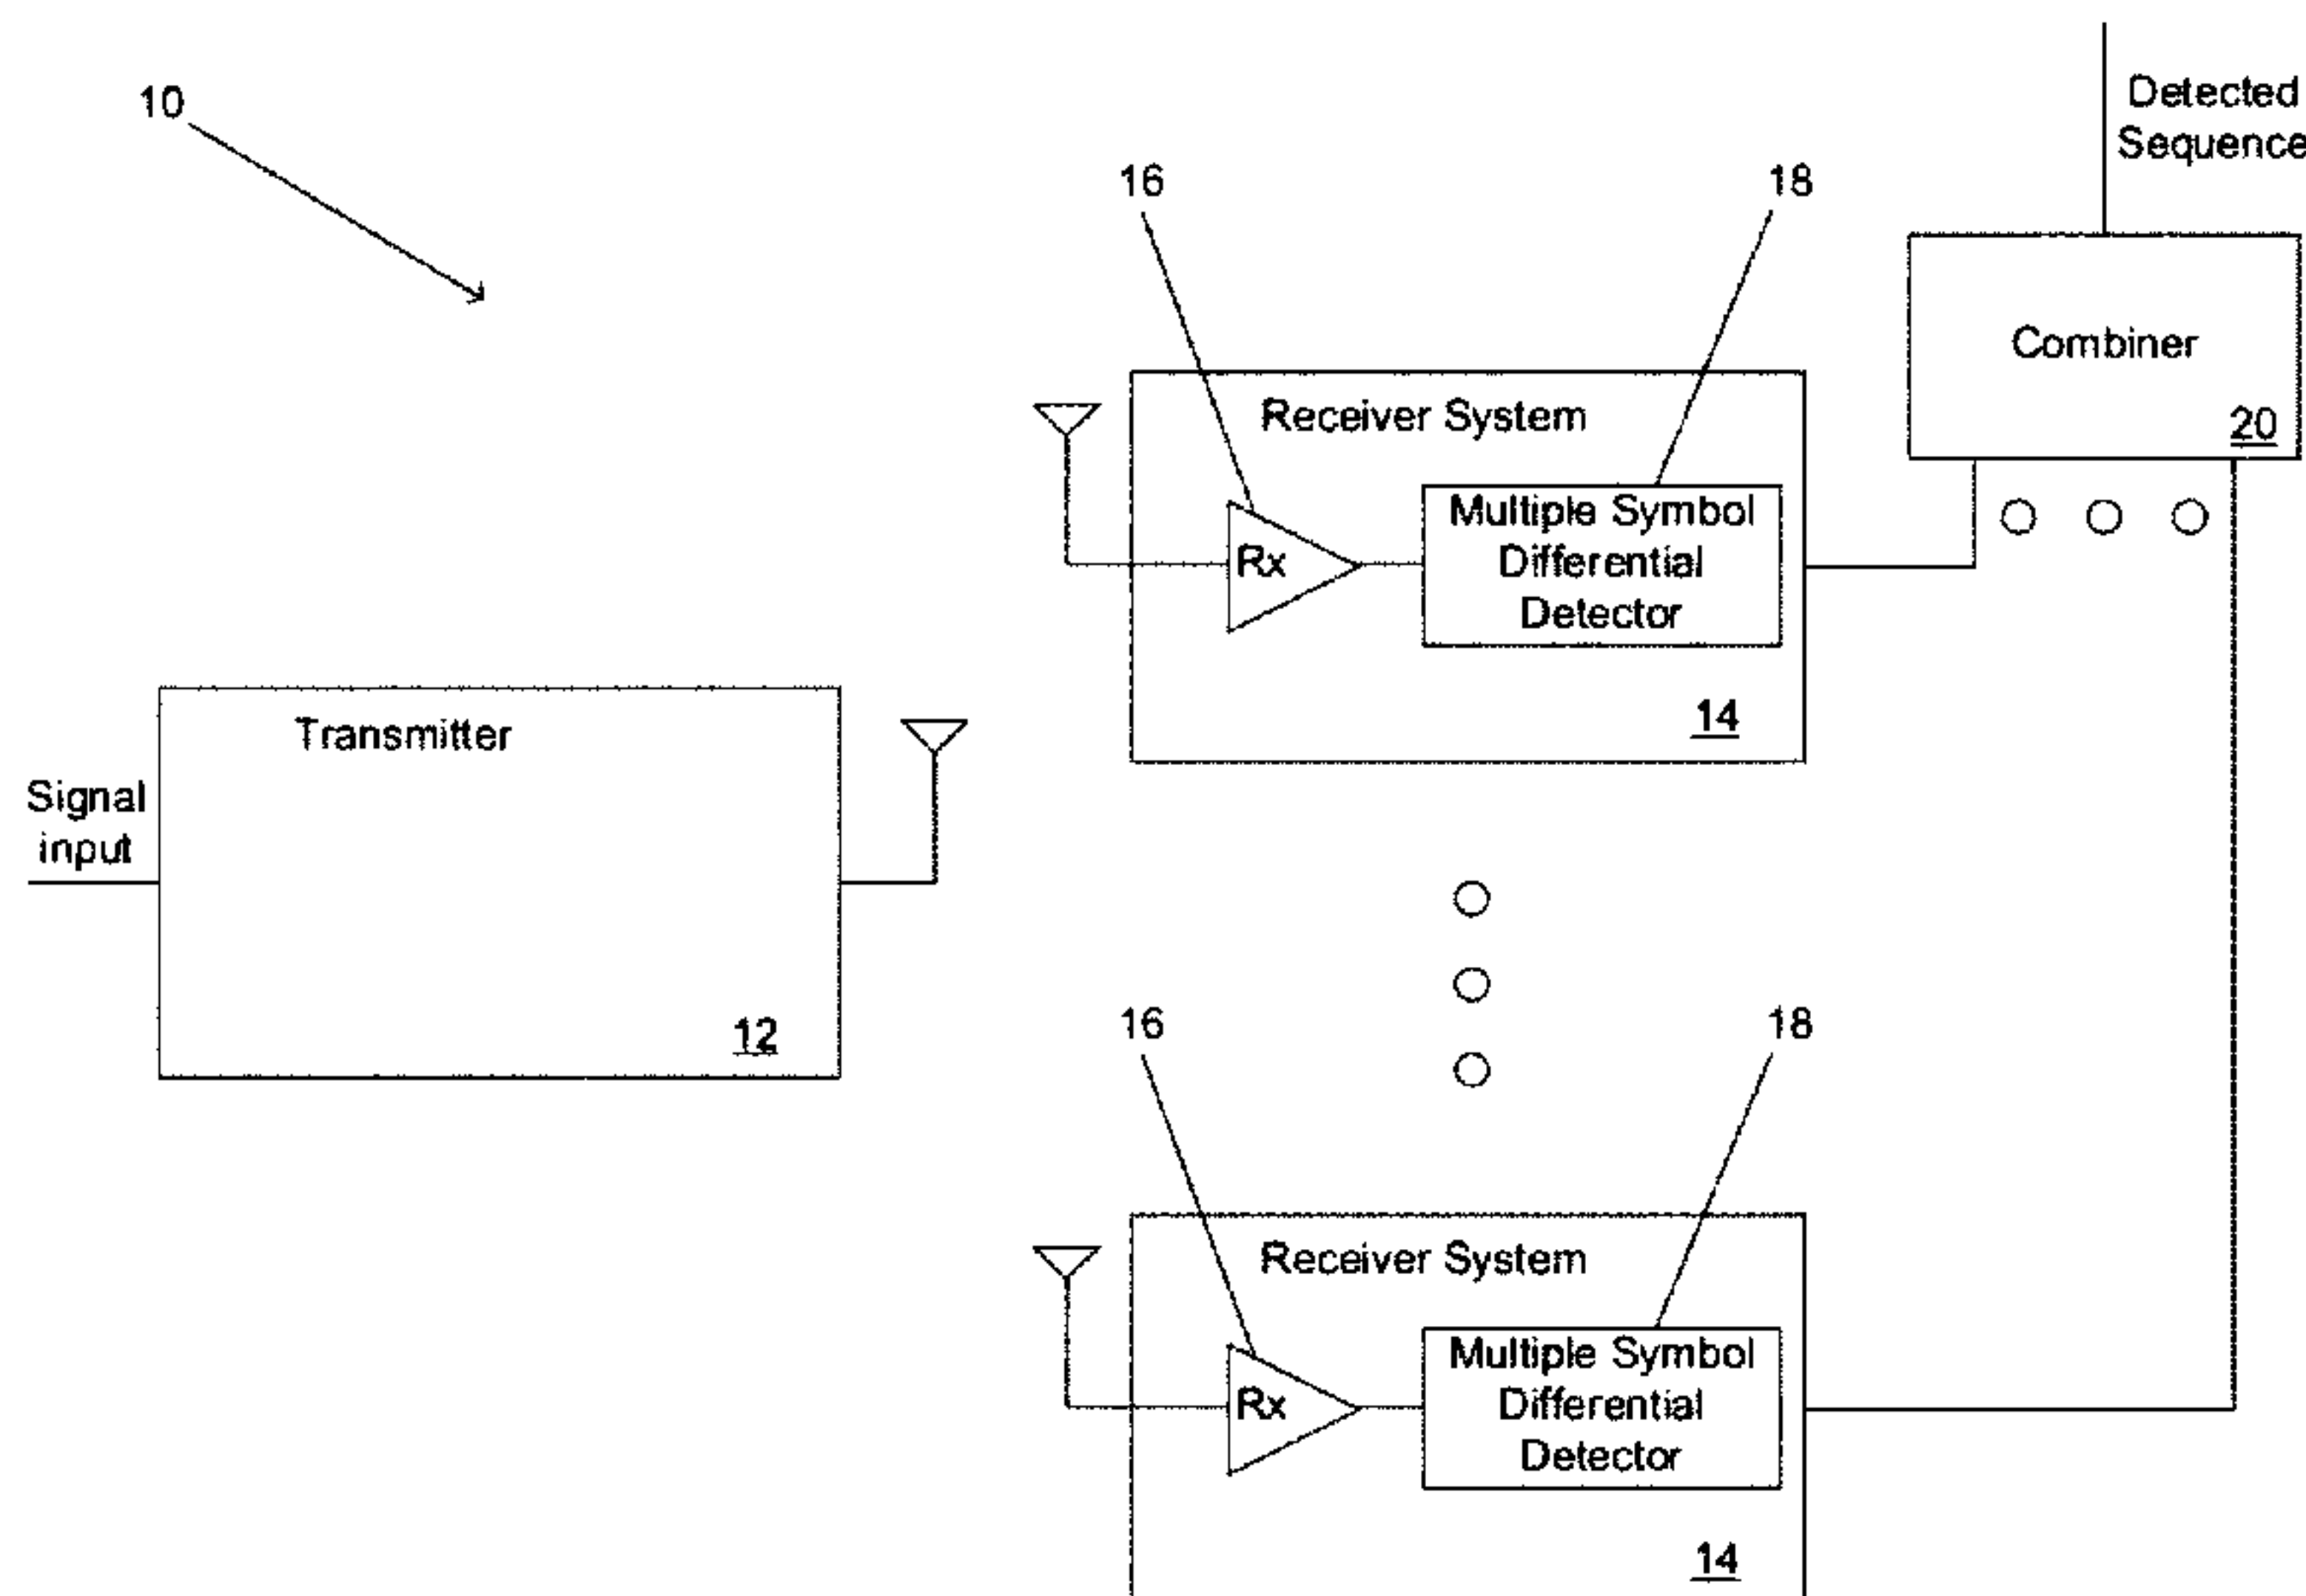 10
Detected
Sequence
16
18
Combiner
20
Receiver System
Rx
Multiple Symbol
Differential
Detector
14
Transmitter
Signal
input
12
16
18
Receiver System
Rx
Multiple Symbol
Differential
Detector
14